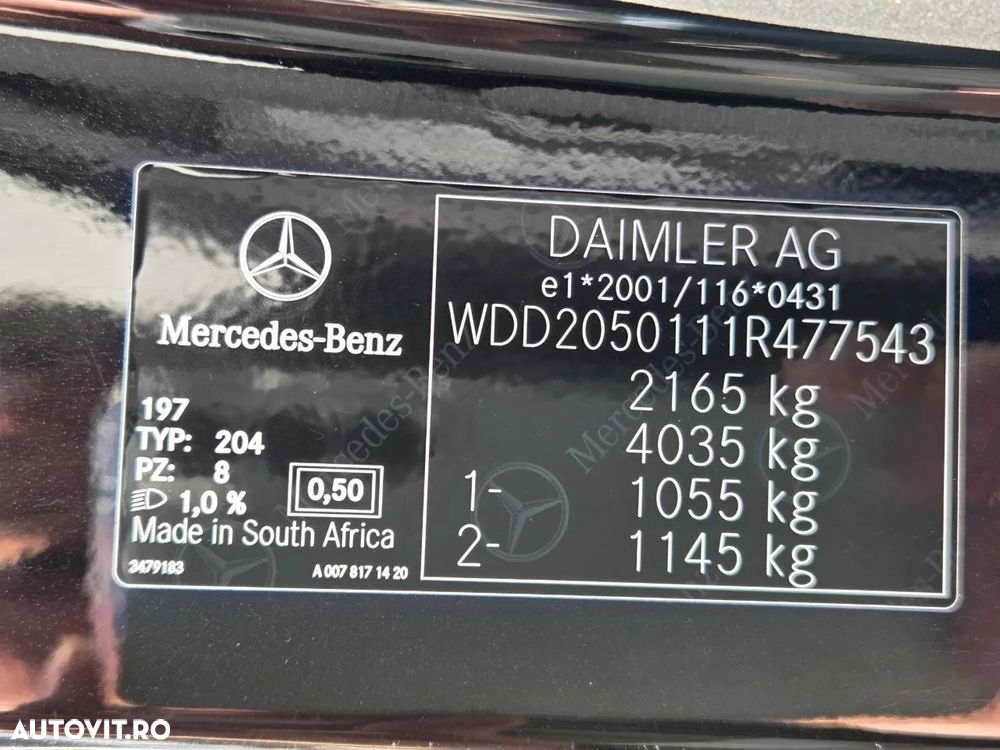 Mercedes-Benz
197
TYP: 204
PZ: 8
1,0 %
0,50
Made in South Africa
3479183
A 007 817 14 20
DAIMLER AG
e1*2001/116*0431
WDD2050111R477543
2165 kg
4035 kg
1- 1055 kg
2- 1145 kg
AUTOVIT.RO